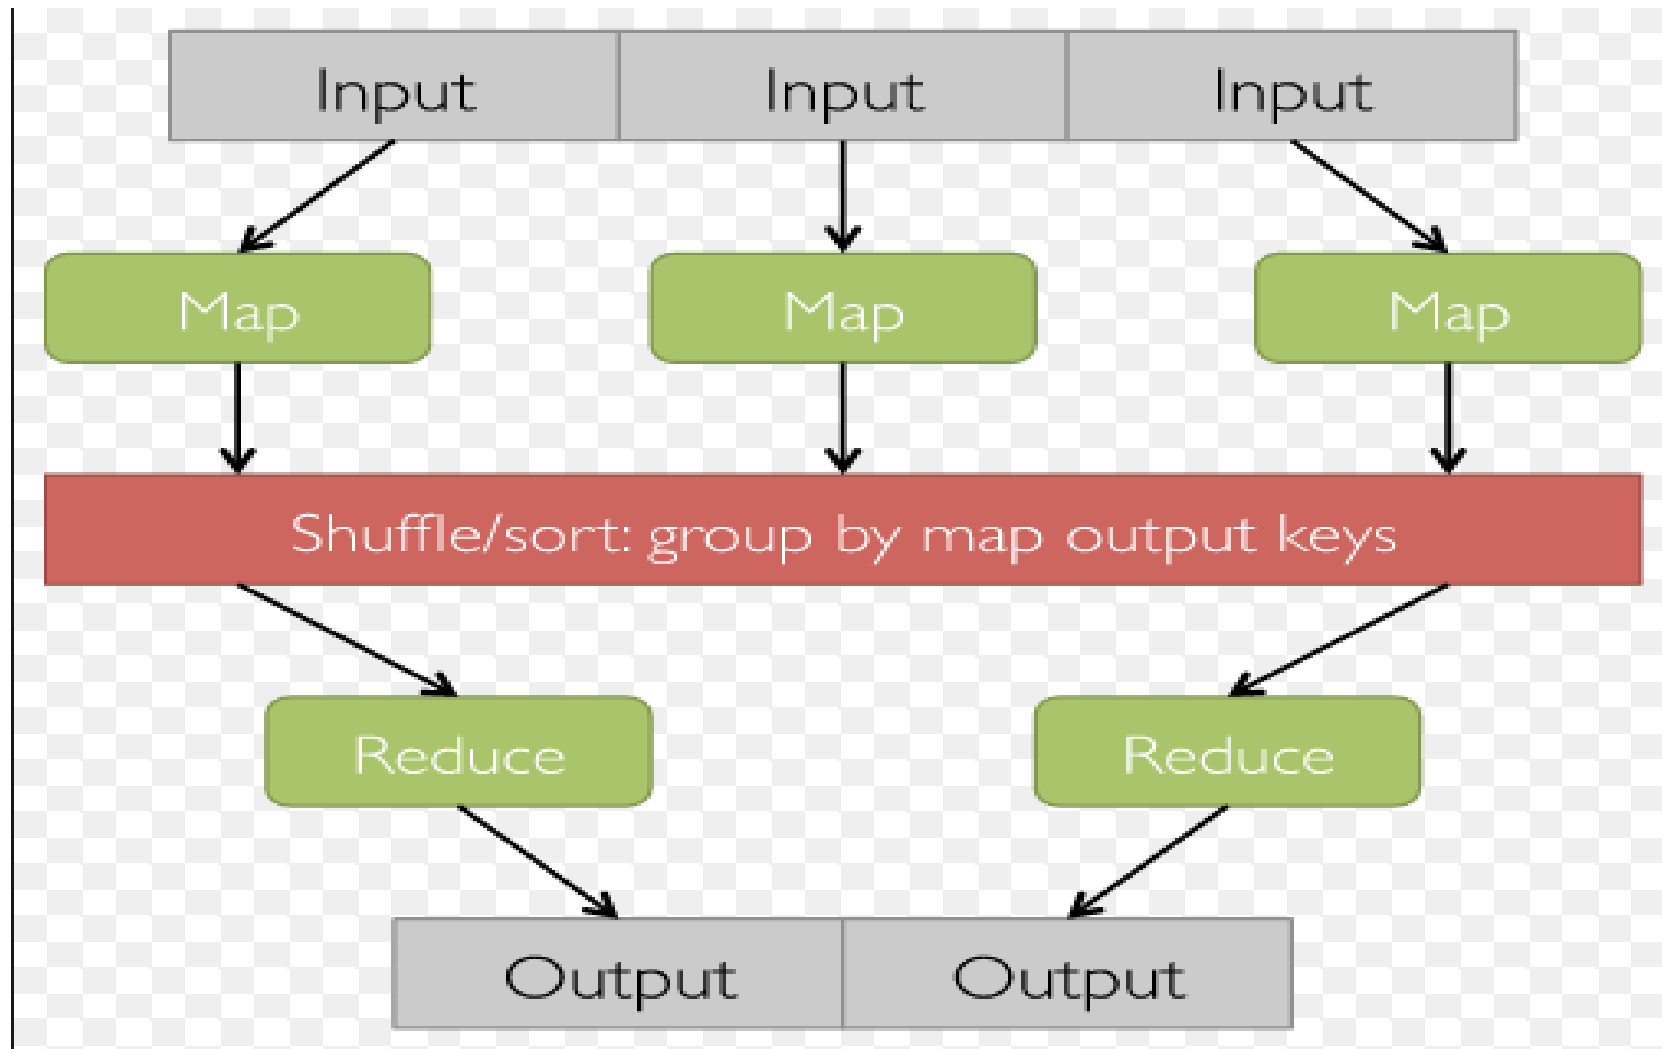 Input Input Input
Map Map Map
Shuffle/sort: group by map output keys
Reduce Reduce
Output Output